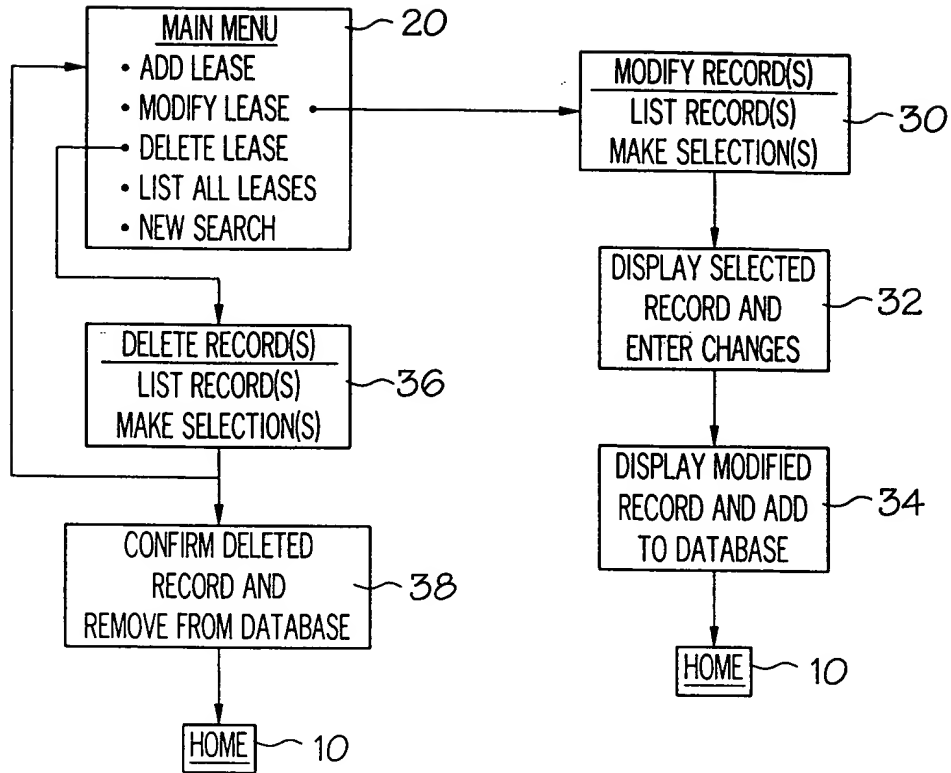 MAIN MENU
• ADD LEASE
• MODIFY LEASE
• DELETE LEASE
• LIST ALL LEASES
• NEW SEARCH
20
MODIFY RECORD(S)
LIST RECORD(S)
MAKE SELECTION(S)
30
DISPLAY SELECTED
RECORD AND
ENTER CHANGES
32
DISPLAY MODIFIED
RECORD AND ADD
TO DATABASE
34
HOME
10
DELETE RECORD(S)
LIST RECORD(S)
MAKE SELECTION(S)
36
CONFIRM DELETED
RECORD AND
REMOVE FROM DATABASE
38
HOME
10